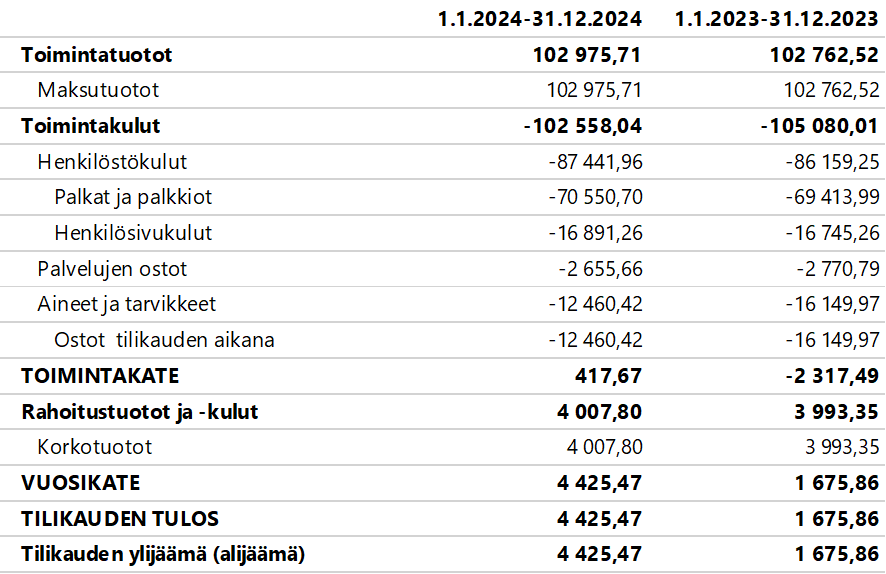 1.1.2024-31.12.2024 1.1.2023-31.12.2023
Toimintatuotot 102 975,71 102 762,52
Maksutuotot 102 975,71 102 762,52
Toimintakulut -102 558,04 -105 080,01
Henkilöstökulut -87 441,96 -86 159,25
Palkat ja palkkiot -70 550,70 -69 413,99
Henkilösivukulut -16 891,26 -16 745,26
Palvelujen ostot -2 655,66 -2 770,79
Aineet ja tarvikkeet -12 460,42 -16 149,97
Ostot tilikauden aikana -12 460,42 -16 149,97
TOIMINTAKATE 417,67 -2 317,49
Rahoitustuotot ja -kulut 4 007,80 3 993,35
Korkotuotot 4 007,80 3 993,35
VUOSIKATE 4 425,47 1 675,86
TILIKAUDEN TULOS 4 425,47 1 675,86
Tilikauden ylijäämä (alijäämä) 4 425,47 1 675,86